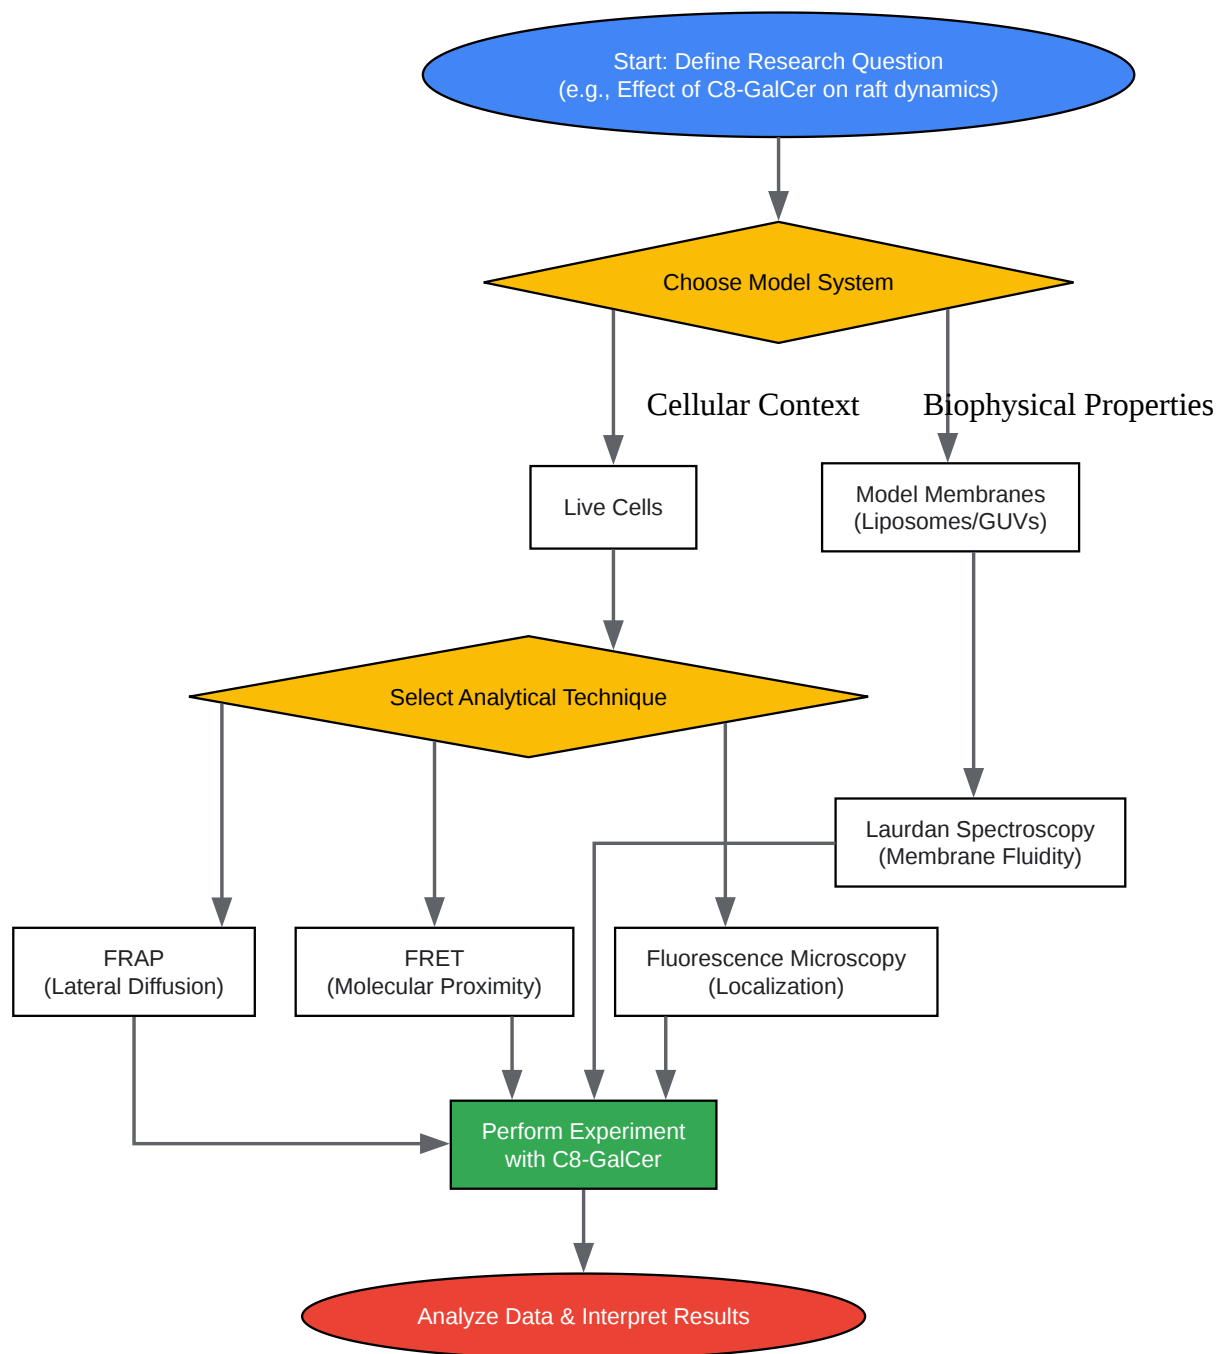 Start: Define Research Question
(e.g., Effect of C8-GalCer on raft dynamics)
Choose Model System
Cellular Context
Biophysical Properties
Live Cells
Model Membranes
(Liposomes/GUVs)
Select Analytical Technique
Laurdan Spectroscopy
(Membrane Fluidity)
FRAP
(Lateral Diffusion)
FRET
(Molecular Proximity)
Fluorescence Microscopy
(Localization)
Perform Experiment
with C8-GalCer
Analyze Data & Interpret Results